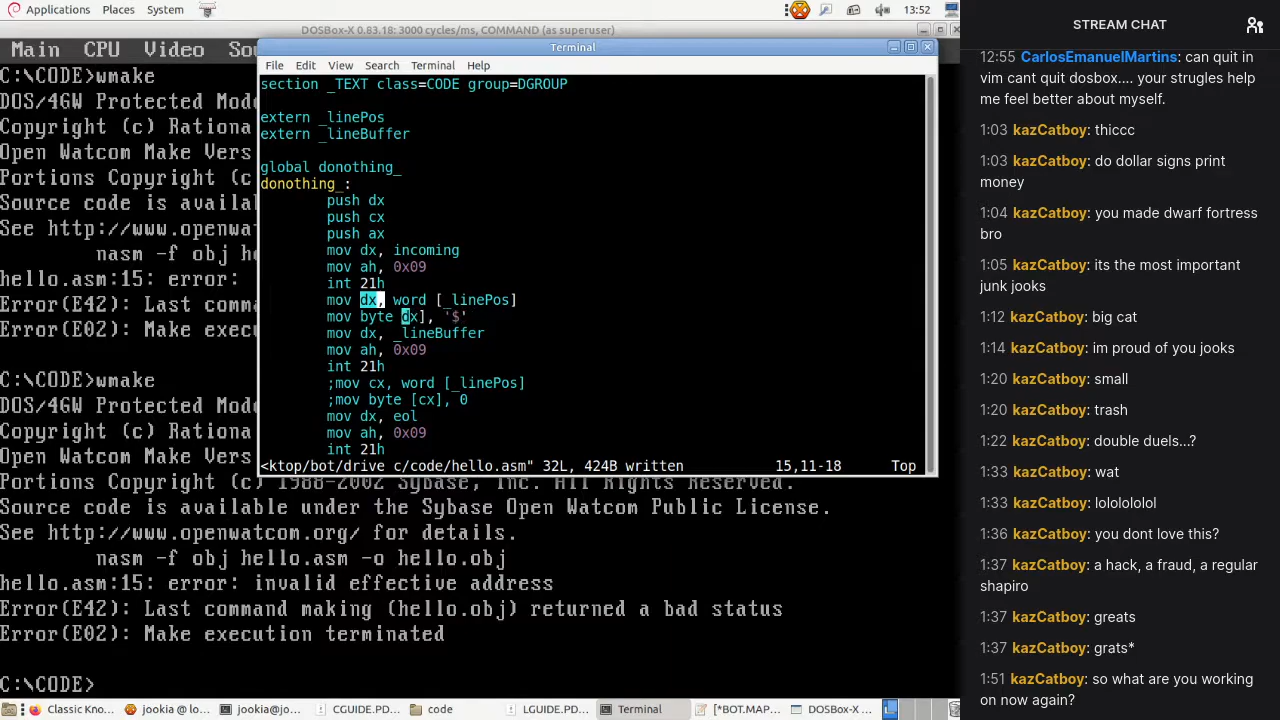 Applications Places System 13:52
DOSBox-X 0.83.18: 3000 cycles/ms, COMMAND (as superuser)
Main CPU Video Sou
C:\CODE>wmake
DOS/4GW Protected Mode
Copyright (c) Rationa
Open Watcom Make Vers
Portions Copyright (c
Source code is availab
See http://www.openwat
nasm -f obj he
hello.asm:15: error:
Error(E42): Last comma
Error(E02): Make execu
C:\CODE>wmake
DOS/4GW Protected Mode
Copyright (c) Rationa
Open Watcom Make Vers
Portions Copyright (c) 1988-2002 Sybase, Inc. All Rights Reserved.
Source code is available under the Sybase Open Watcom Public License.
See http://www.openwatcom.org/ for details.
nasm -f obj hello.asm -o hello.obj
hello.asm:15: error: invalid effective address
Error(E42): Last command making (hello.obj) returned a bad status
Error(E02): Make execution terminated
C:\CODE>
Terminal
File Edit View Search Terminal Help
section _TEXT class=CODE group=DGROUP
extern _linePos
extern _lineBuffer
global donothing_
donothing_:
push dx
push cx
push ax
mov dx, incoming
mov ah, 0x09
int 21h
mov dx, word [_linePos]
mov byte dx], '$'
mov dx, _lineBuffer
mov ah, 0x09
int 21h
;mov cx, word [_linePos]
;mov byte [cx], 0
mov dx, eol
mov ah, 0x09
int 21h
<ktop/bot/drive c/code/hello.asm" 32L, 424B written 15,11-18 Top
Classic Kno... jookia @ lo... jookia@jo... CGUIDE.PD... code LGUIDE.PD... Terminal [*BOT.MAP... DOSBox-X ...
STREAM CHAT
12:55 CarlosEmanuelMartins: can quit in
vim cant quit dosbox.... your strugles help
me feel better about myself.
1:03 kazCatboy: thiccc
1:03 kazCatboy: do dollar signs print
money
1:04 kazCatboy: you made dwarf fortress
bro
1:05 kazCatboy: its the most important
junk jooks
1:12 kazCatboy: big cat
1:14 kazCatboy: im proud of you jooks
1:20 kazCatboy: small
1:20 kazCatboy: trash
1:22 kazCatboy: double duels...?
1:33 kazCatboy: wat
1:33 kazCatboy: lolololololol
1:36 kazCatboy: you dont love this?
1:37 kazCatboy: a hack, a fraud, a regular
shapiro
1:37 kazCatboy: greats
1:37 kazCatboy: grats*
1:51 kazCatboy: so what are you working
on now again?